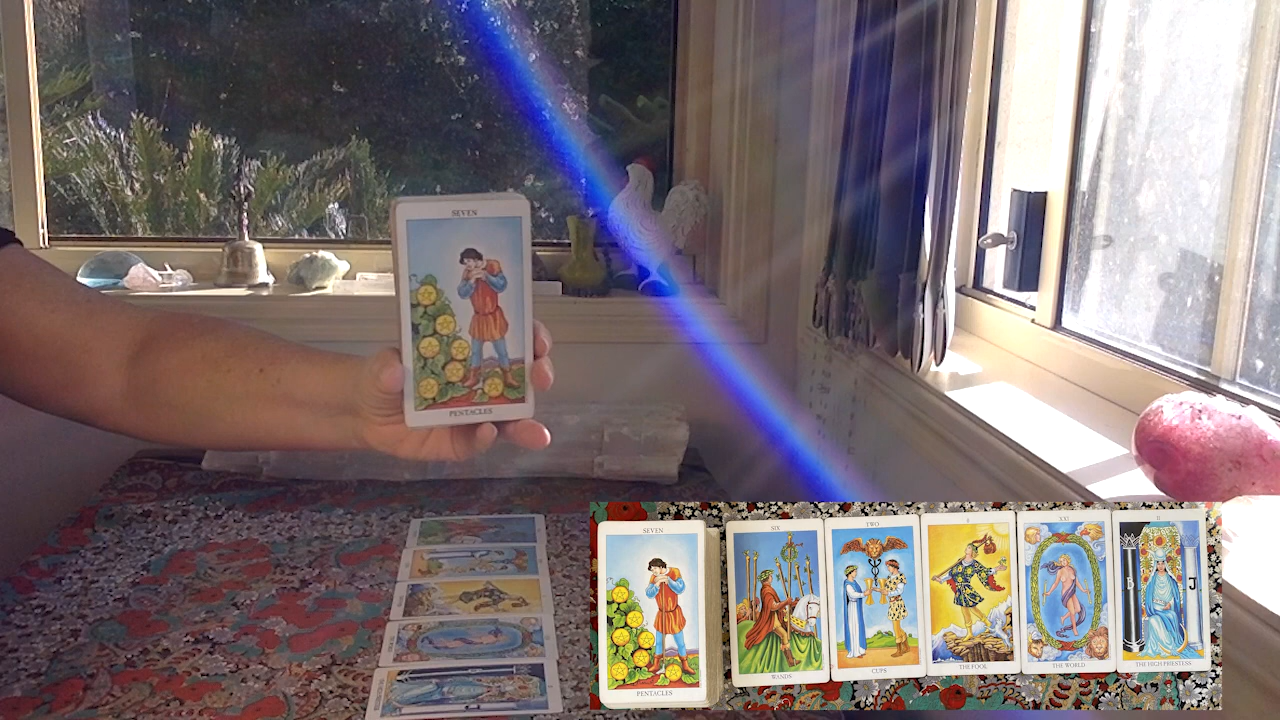 SEVEN
PENTACLES
SEVEN
PENTACLES
SIX
WANDS
TWO
CUPS
THE FOOL
XXI
THE WORLD
II
B
J
THE HIGH PRIESTESS